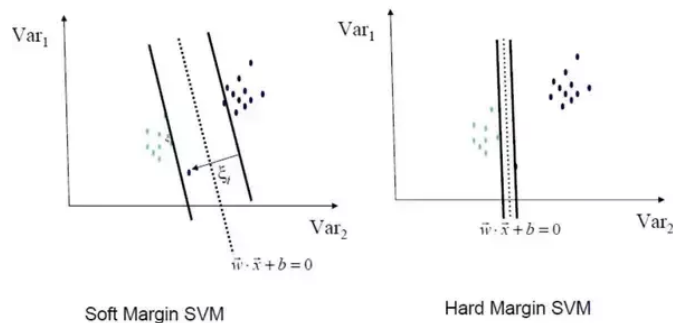 Var₁
Var₁
ξᵢ
Var₂
Var₂
w⃗ · x⃗ + b = 0
w⃗ · x⃗ + b = 0
Soft Margin SVM
Hard Margin SVM